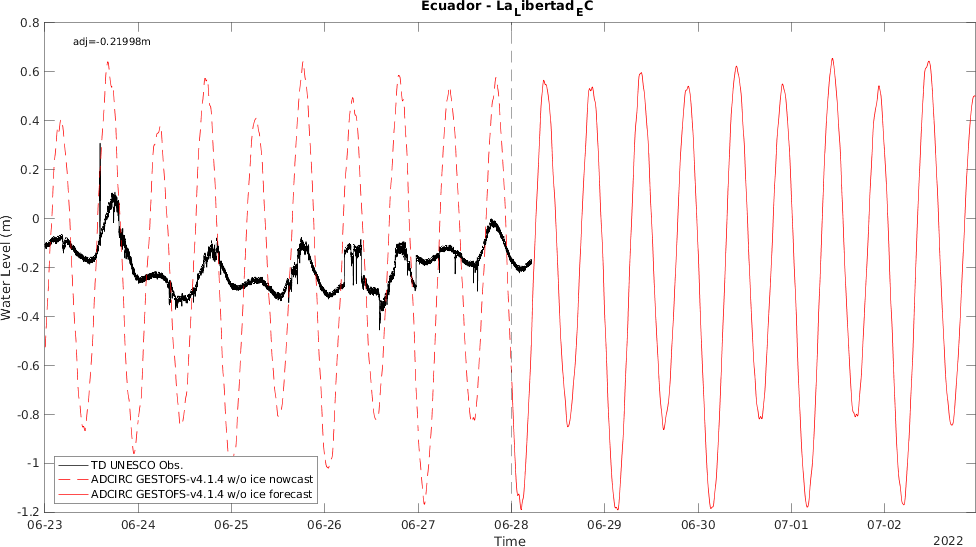 Ecuador - LaLibertadEC
0.8
adj=-0.21998m
0.6
0.4
0.2
0
-0.2
-0.4
-0.6
-0.8
-1
-1.2
Water Level (m)
TD UNESCO Obs.
ADCIRC GESTOFS-v4.1.4 w/o ice nowcast
ADCIRC GESTOFS-v4.1.4 w/o ice forecast
06-23 06-24 06-25 06-26 06-27 06-28 06-29 06-30 07-01 07-02
Time
2022